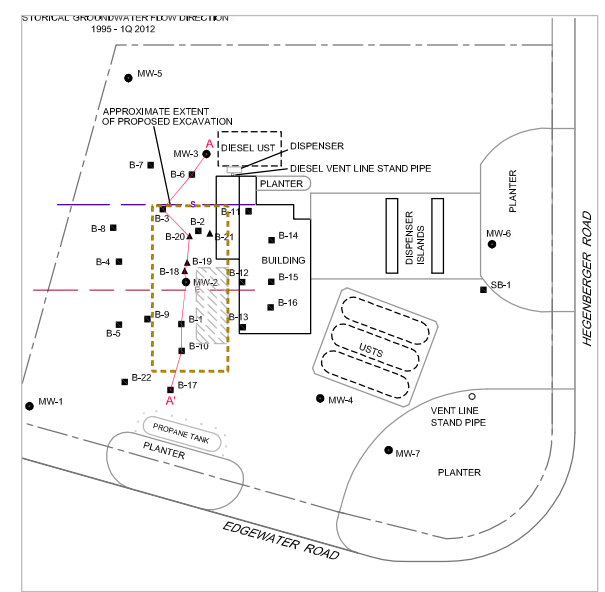 STORICAL GROUNDWATER FLOW DIRECTION
1995 - 1Q 2012
MW-5
APPROXIMATE EXTENT
OF PROPOSED EXCAVATION
A
DIESEL UST
DISPENSER
MW-3
B-7
DIESEL VENT LINE STAND PIPE
B-6
PLANTER
PLANTER
S
B-3
B-11
B-2
B-8
B-20
B-21
B-14
DISPENSER
ISLANDS
MW-6
HEGENBERGER ROAD
B-4
B-19
BUILDING
B-18
B-12
MW-2
B-15
SB-1
B-16
B-9
B-1
B-13
B-5
USTS
B-10
B-22
B-17
A'
MW-1
MW-4
VENT LINE
STAND PIPE
PROPANE TANK
PLANTER
MW-7
PLANTER
EDGEWATER ROAD